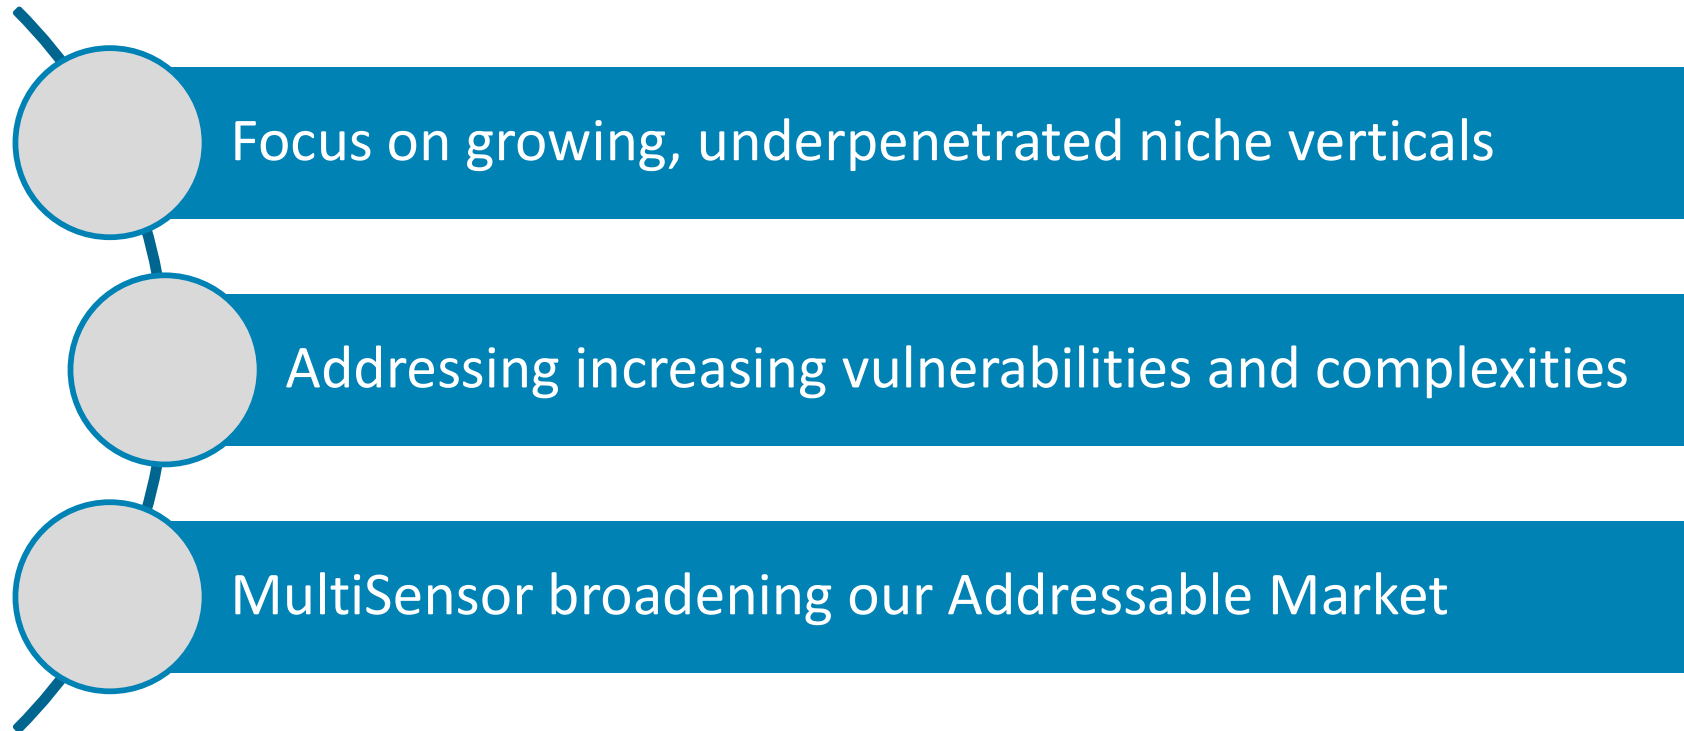 Focus on growing, underpenetrated niche verticals
Addressing increasing vulnerabilities and complexities
MultiSensor broadening our Addressable Market